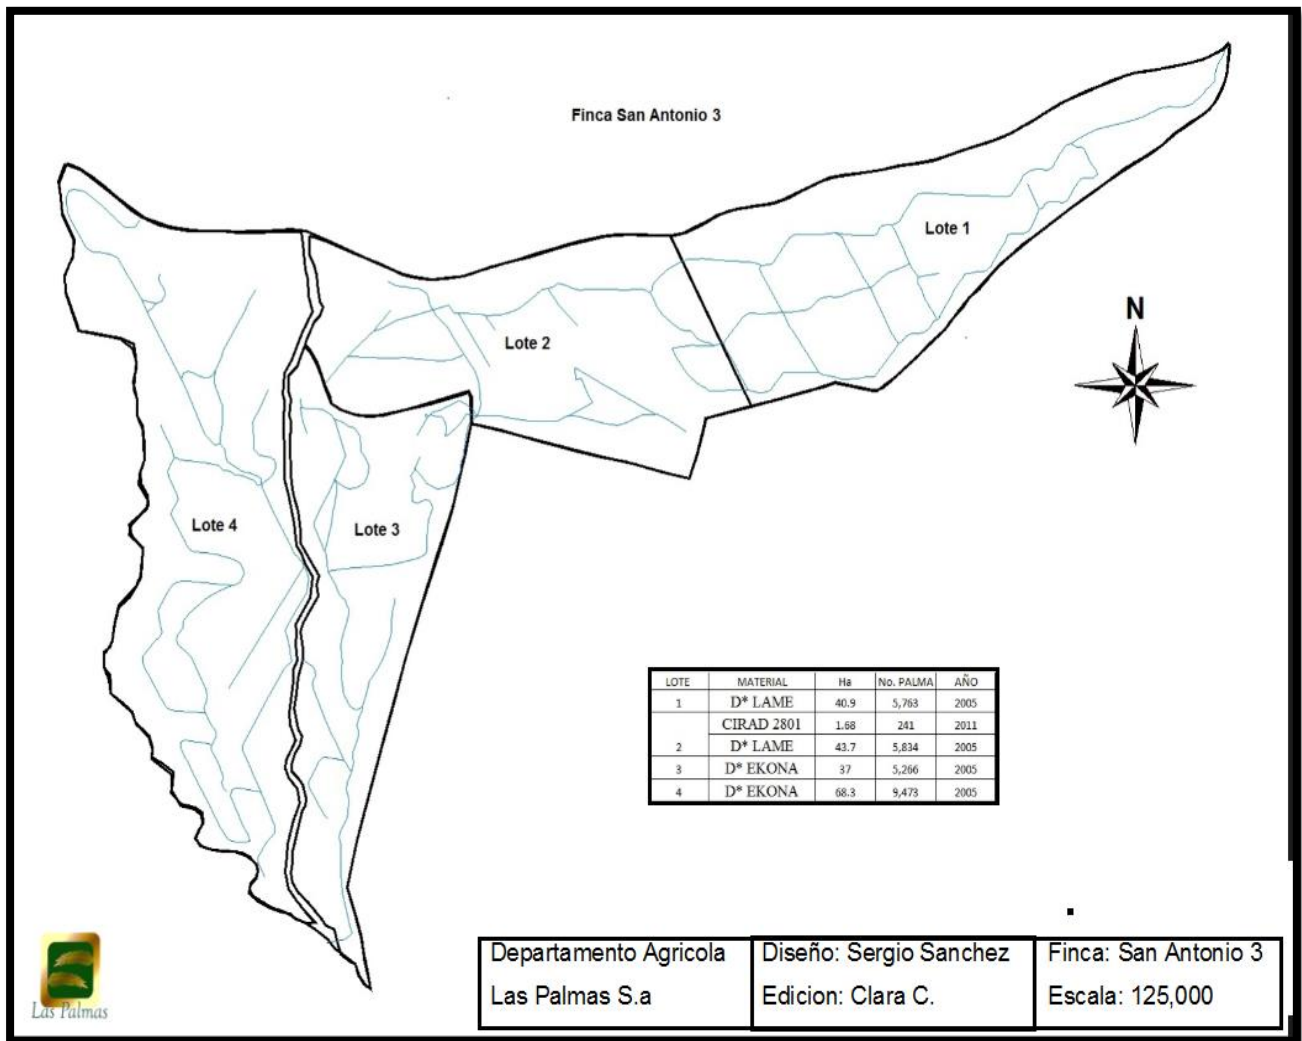 Finca San Antonio 3
Lote 1
N
Lote 2
Lote 4
Lote 3
LOTE MATERIAL Ha No. PALMA AÑO
1 D* LAME 40.9 5,763 2005
CIRAD 2801 1.68 241 2011
2 D* LAME 43.7 5,834 2005
3 D* EKONA 37 5,266 2005
4 D* EKONA 68.3 9,473 2005
Las Palmas
Departamento Agricola
Las Palmas S.a
Diseño: Sergio Sanchez
Edicion: Clara C.
Finca: San Antonio 3
Escala: 125,000